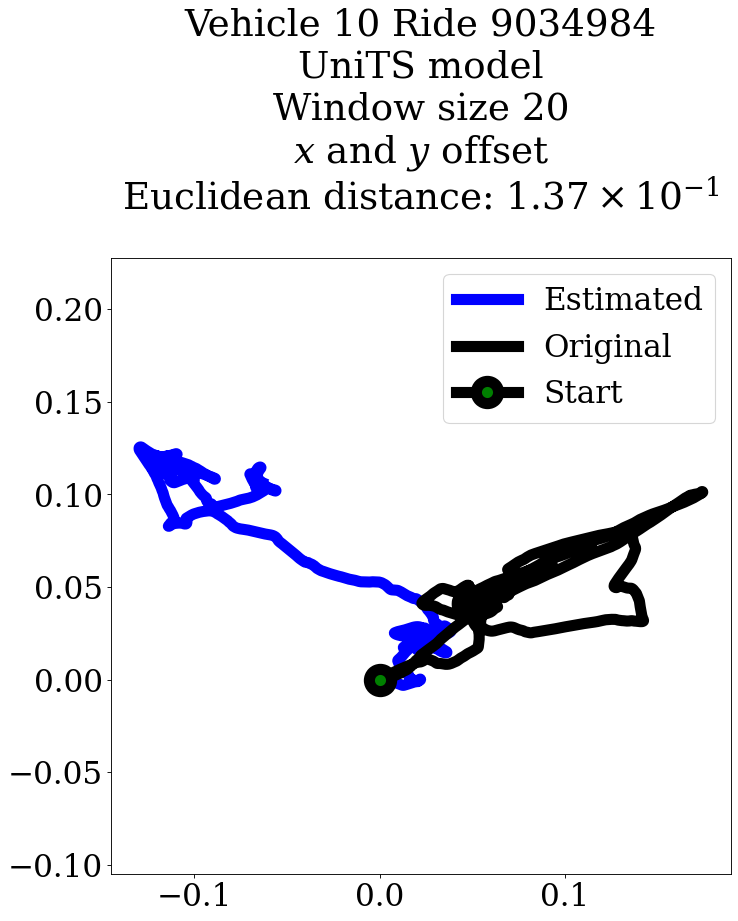 Vehicle 10 Ride 9034984
UniTS model
Window size 20
x and y offset
Euclidean distance: 1.37 × 10⁻¹
Estimated
Original
Start
0.20
0.15
0.10
0.05
0.00
−0.05
−0.10
−0.1 0.0 0.1